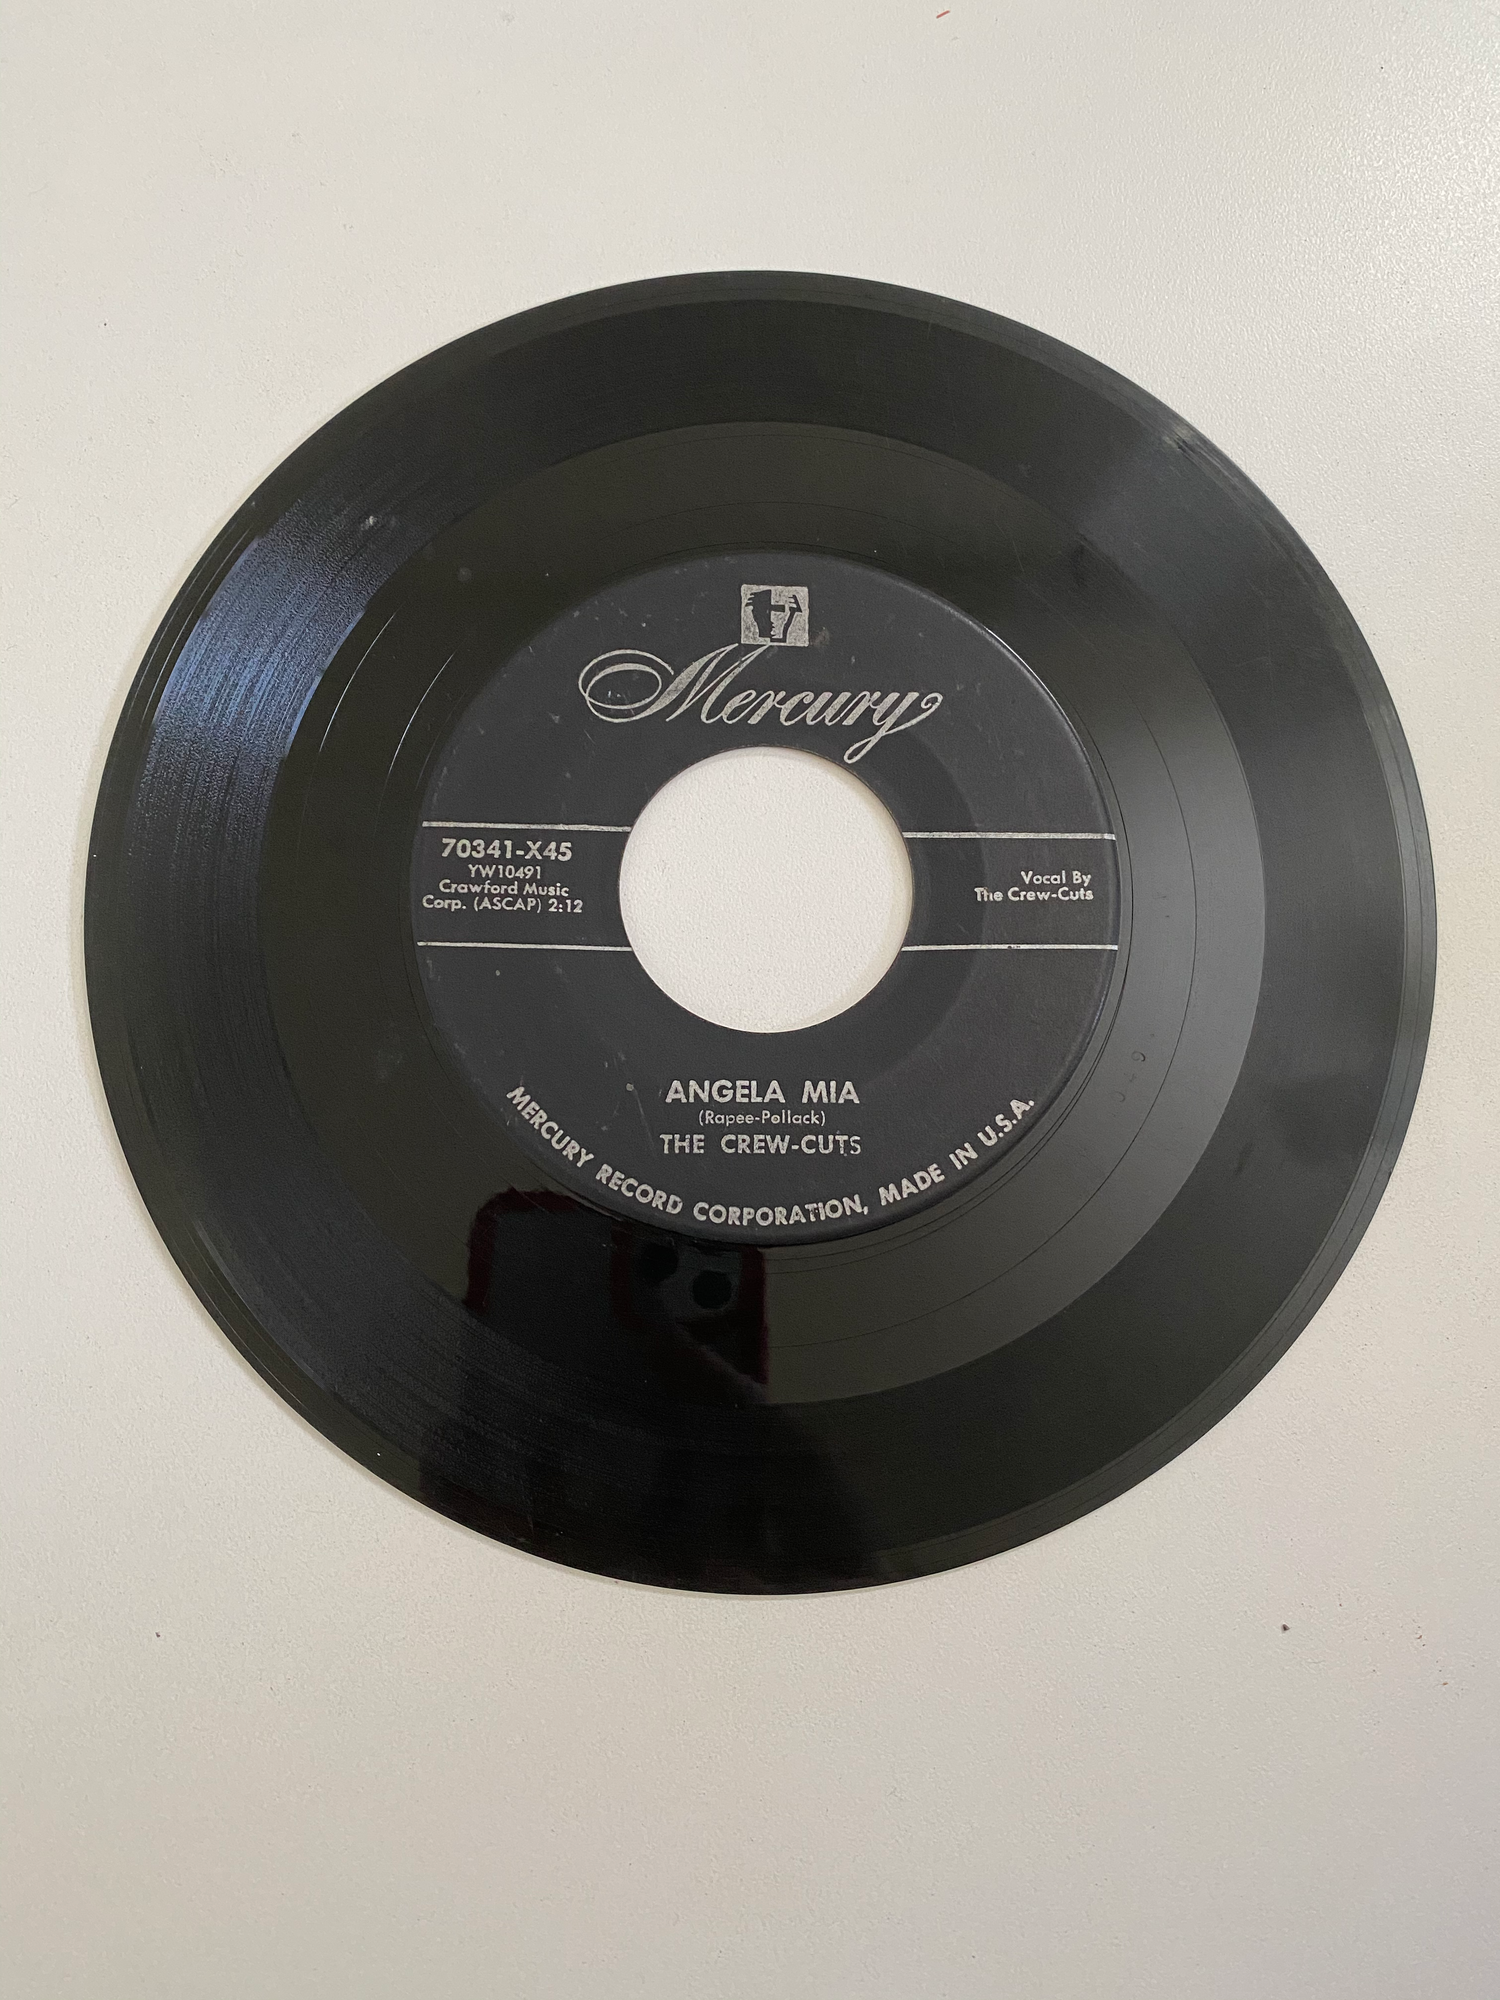 Mercury
70341-X45
YW10491
Crawford Music
Corp. (ASCAP) 2:12
Vocal By
The Crew-Cuts
ANGELA MIA
(Rapee-Pollack)
THE CREW-CUTS
MERCURY RECORD CORPORATION, MADE IN U.S.A.